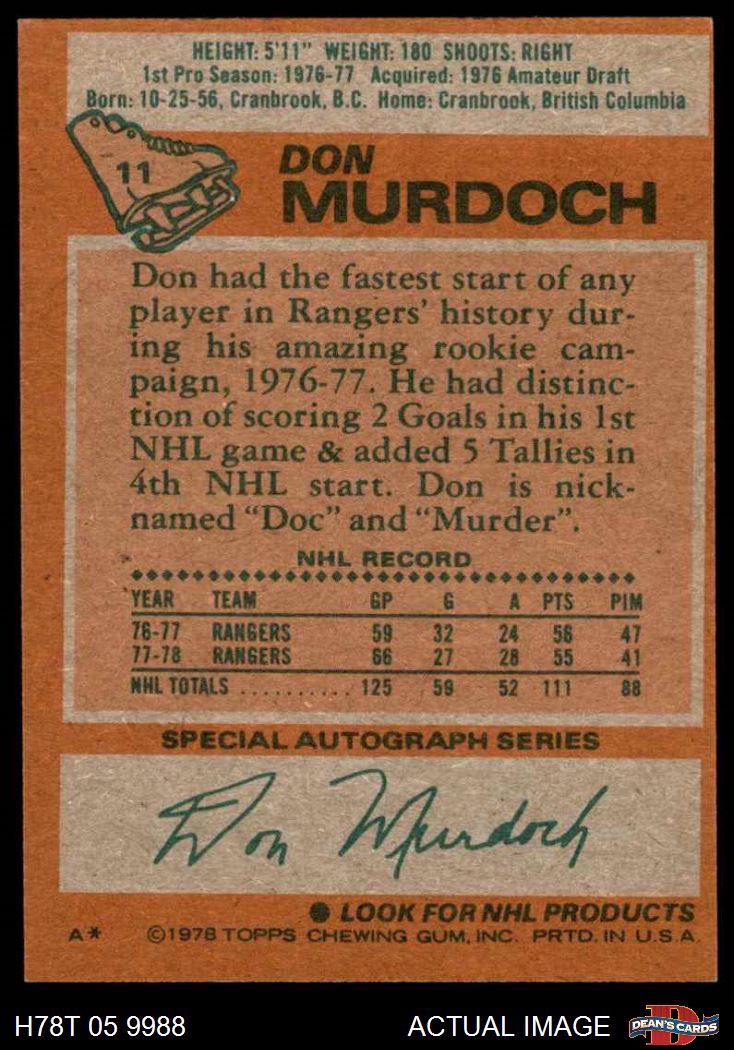 HEIGHT: 5'11" WEIGHT: 180 SHOOTS: RIGHT
1st Pro Season: 1976-77 Acquired: 1976 Amateur Draft
Born: 10-25-56, Cranbrook, B.C. Home: Cranbrook, British Columbia
11
DON
MURDOCH
Don had the fastest start of any
player in Rangers' history dur-
ing his amazing rookie cam-
paign, 1976-77. He had distinc-
tion of scoring 2 Goals in his 1st
NHL game & added 5 Tallies in
4th NHL start. Don is nick-
named "Doc" and "Murder".
NHL RECORD
YEAR TEAM GP G A PTS PIM
76-77 RANGERS 59 32 24 56 47
77-78 RANGERS 66 27 28 55 41
NHL TOTALS .......... 125 59 52 111 88
SPECIAL AUTOGRAPH SERIES
Don Murdoch
● LOOK FOR NHL PRODUCTS
A* ©1978 TOPPS CHEWING GUM, INC. PRTD. IN U.S.A.
H78T 05 9988 ACTUAL IMAGE DEAN'S CARDS